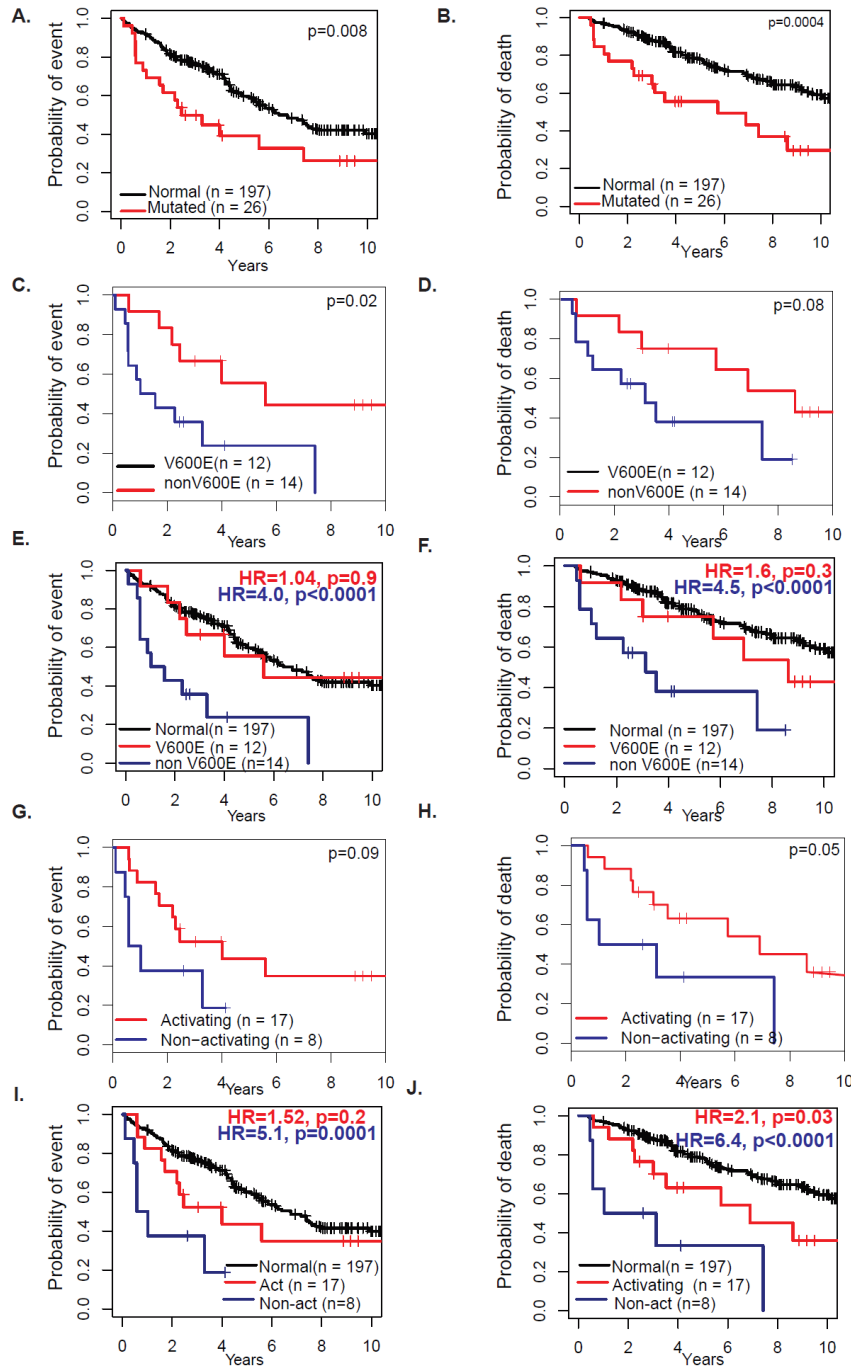 A.
Probability of event
1.0
0.8
0.6
0.4
0.2
0.0
p=0.008
Normal (n = 197)
Mutated (n = 26)
0 2 4 6 8 10
Years
B.
Probability of death
1.0
0.8
0.6
0.4
0.2
0.0
p=0.0004
Normal (n = 197)
Mutated (n = 26)
0 2 4 6 8 10
Years
C.
Probability of event
1.0
0.8
0.6
0.4
0.2
0.0
p=0.02
V600E(n = 12)
nonV600E (n = 14)
0 2 4 6 8 10
Years
D.
Probability of death
1.0
0.8
0.6
0.4
0.2
0.0
p=0.08
V600E(n = 12)
nonV600E (n = 14)
0 2 4 6 8 10
Years
E.
Probability of event
1.0
0.8
0.6
0.4
0.2
0.0
HR=1.04, p=0.9
HR=4.0, p<0.0001
Normal(n = 197)
V600E (n = 12)
non V600E (n=14)
0 2 4 6 8 10
Years
F.
Probability of death
1.0
0.8
0.6
0.4
0.2
0.0
HR=1.6, p=0.3
HR=4.5, p<0.0001
Normal (n = 197)
V600E (n = 12)
non V600E (n=14)
0 2 4 6 8 10
Years
G.
Probability of event
1.0
0.8
0.6
0.4
0.2
0.0
p=0.09
Activating (n = 17)
Non−activating (n = 8)
0 2 4 6 8 10
Years
H.
Probability of death
1.0
0.8
0.6
0.4
0.2
0.0
p=0.05
Activating (n = 17)
Non−activating (n = 8)
0 2 4 6 8 10
Years
I.
Probability of event
1.0
0.8
0.6
0.4
0.2
0.0
HR=1.52, p=0.2
HR=5.1, p=0.0001
Normal(n = 197)
Act (n = 17)
Non-act (n=8)
0 2 4 6 8 10
Years
J.
Probability of death
1.0
0.8
0.6
0.4
0.2
0.0
HR=2.1, p=0.03
HR=6.4, p<0.0001
Normal (n = 197)
Activating (n = 17)
Non-act (n=8)
0 2 4 6 8 10
Years